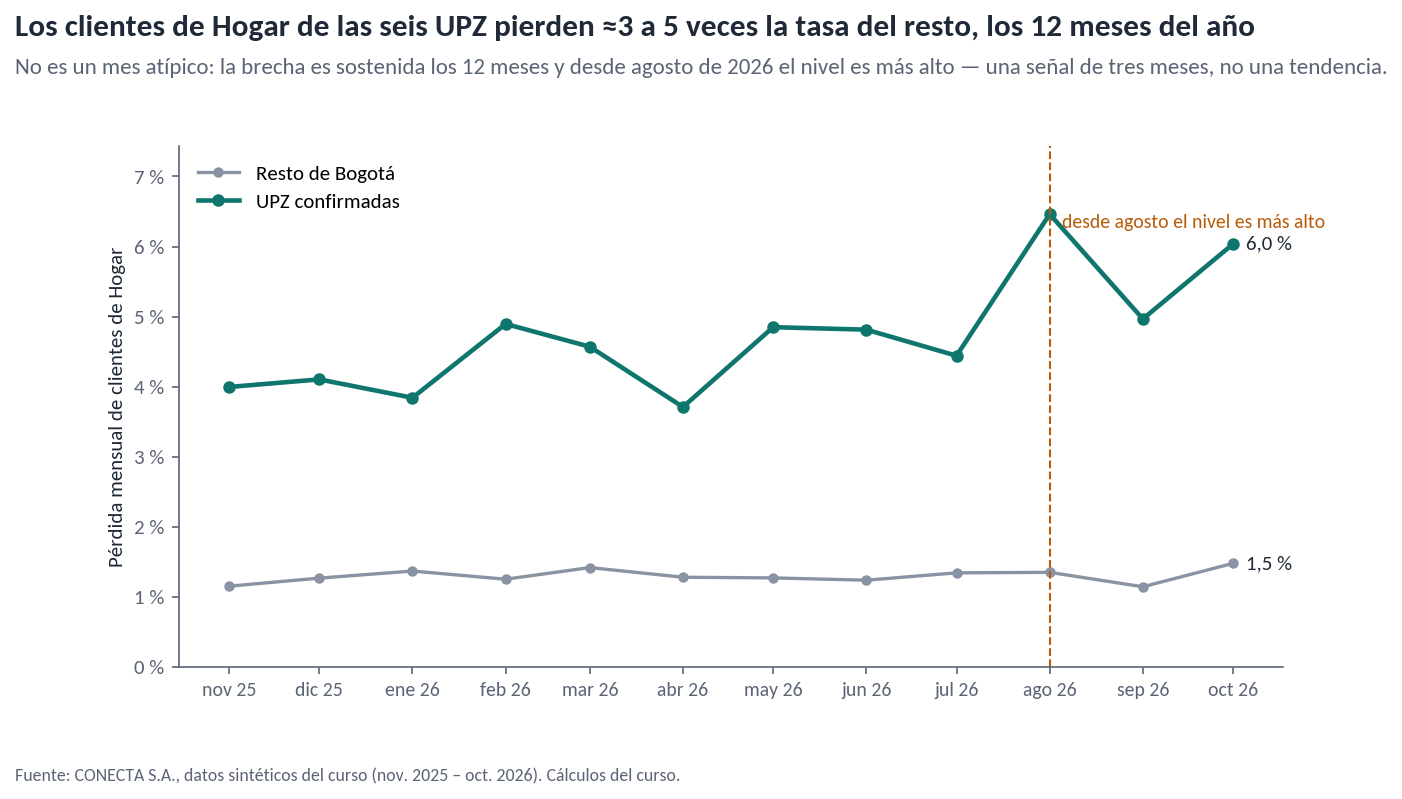 Los clientes de Hogar de las seis UPZ pierden ≈3 a 5 veces la tasa del resto, los 12 meses del año
No es un mes atípico: la brecha es sostenida los 12 meses y desde agosto de 2026 el nivel es más alto — una señal de tres meses, no una tendencia.
Resto de Bogotá
UPZ confirmadas
desde agosto el nivel es más alto
6,0 %
1,5 %
Pérdida mensual de clientes de Hogar
7 %
6 %
5 %
4 %
3 %
2 %
1 %
0 %
nov 25 dic 25 ene 26 feb 26 mar 26 abr 26 may 26 jun 26 jul 26 ago 26 sep 26 oct 26
Fuente: CONECTA S.A., datos sintéticos del curso (nov. 2025 – oct. 2026). Cálculos del curso.